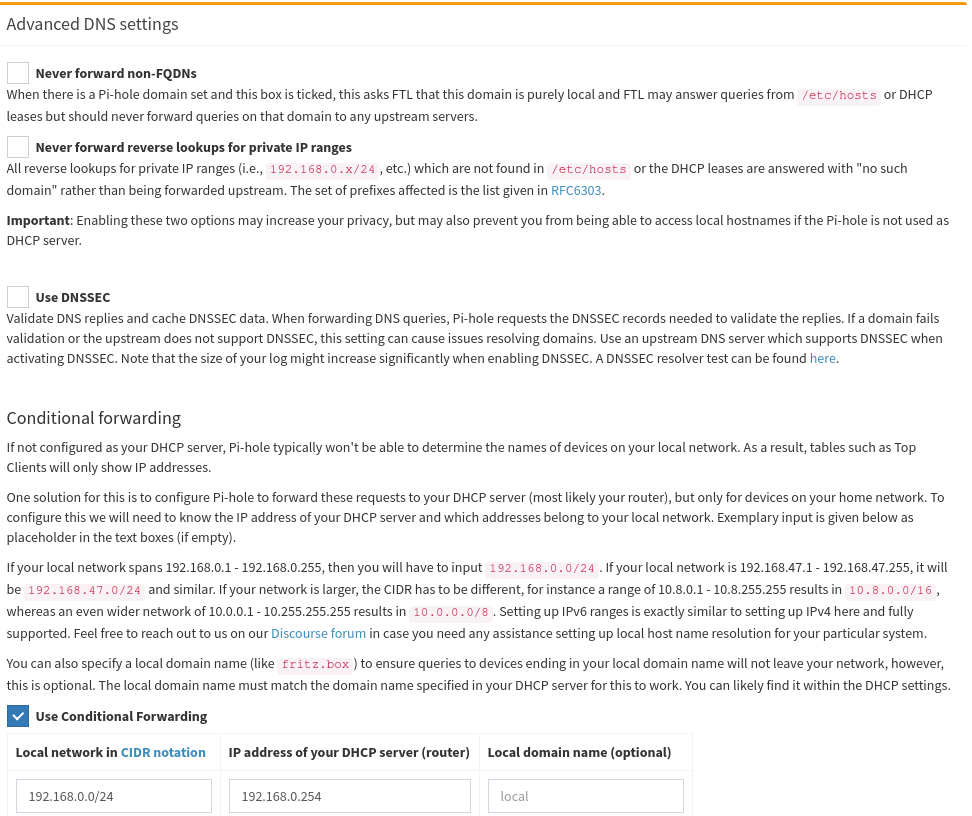 Advanced DNS settings
Never forward non-FQDNs
When there is a Pi-hole domain set and this box is ticked, this asks FTL that this domain is purely local and FTL may answer queries from /etc/hosts or DHCP
leases but should never forward queries on that domain to any upstream servers.
Never forward reverse lookups for private IP ranges
All reverse lookups for private IP ranges (i.e., 192.168.0.x/24 , etc.) which are not found in /etc/hosts or the DHCP leases are answered with "no such
domain" rather than being forwarded upstream. The set of prefixes affected is the list given in RFC6303.
Important: Enabling these two options may increase your privacy, but may also prevent you from being able to access local hostnames if the Pi-hole is not used as
DHCP server.
Use DNSSEC
Validate DNS replies and cache DNSSEC data. When forwarding DNS queries, Pi-hole requests the DNSSEC records needed to validate the replies. If a domain fails
validation or the upstream does not support DNSSEC, this setting can cause issues resolving domains. Use an upstream DNS server which supports DNSSEC when
activating DNSSEC. Note that the size of your log might increase significantly when enabling DNSSEC. A DNSSEC resolver test can be found here.
Conditional forwarding
If not configured as your DHCP server, Pi-hole typically won't be able to determine the names of devices on your local network. As a result, tables such as Top
Clients will only show IP addresses.
One solution for this is to configure Pi-hole to forward these requests to your DHCP server (most likely your router), but only for devices on your home network. To
configure this we will need to know the IP address of your DHCP server and which addresses belong to your local network. Exemplary input is given below as
placeholder in the text boxes (if empty).
If your local network spans 192.168.0.1 - 192.168.0.255, then you will have to input 192.168.0.0/24 . If your local network is 192.168.47.1 - 192.168.47.255, it will
be 192.168.47.0/24 and similar. If your network is larger, the CIDR has to be different, for instance a range of 10.8.0.1 - 10.8.255.255 results in 10.8.0.0/16 ,
whereas an even wider network of 10.0.0.1 - 10.255.255.255 results in 10.0.0.0/8 . Setting up IPv6 ranges is exactly similar to setting up IPv4 here and fully
supported. Feel free to reach out to us on our Discourse forum in case you need any assistance setting up local host name resolution for your particular system.
You can also specify a local domain name (like fritz.box ) to ensure queries to devices ending in your local domain name will not leave your network, however,
this is optional. The local domain name must match the domain name specified in your DHCP server for this to work. You can likely find it within the DHCP settings.
Use Conditional Forwarding
Local network in CIDR notation IP address of your DHCP server (router) Local domain name (optional)
192.168.0.0/24 192.168.0.254 local